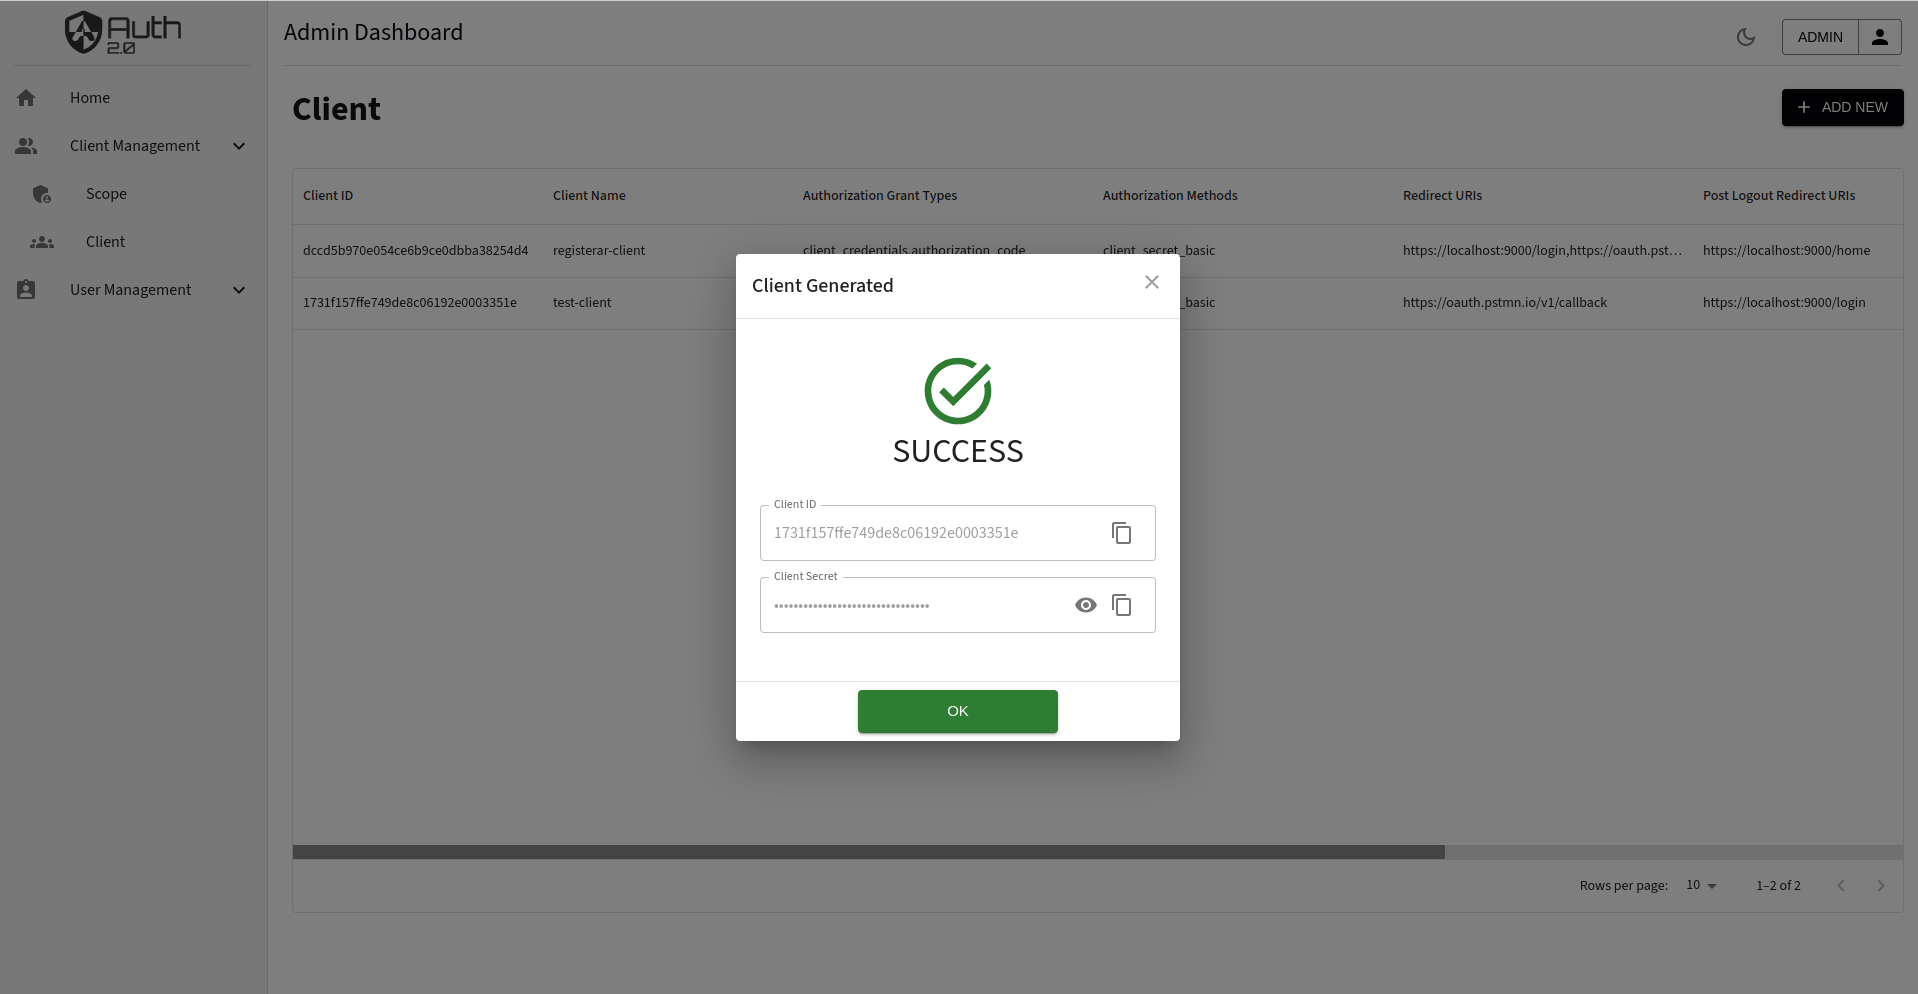 Auth
2.0
Admin Dashboard
ADMIN
Home
Client Management
Scope
Client
User Management
Client
ADD NEW
Client ID
Client Name
Authorization Grant Types
Authorization Methods
Redirect URIs
Post Logout Redirect URIs
dccd5b970e054ce6b9ce0dbba38254d4
registerar-client
client_credentials,authorization_code
client_secret_basic
https://localhost:9000/login,https://oauth.pst...
https://localhost:9000/home
1731f157ffe749de8c06192e0003351e
test-client
_basic
https://oauth.pstmn.io/v1/callback
https://localhost:9000/login
Client Generated
SUCCESS
Client ID
1731f157ffe749de8c06192e0003351e
Client Secret
••••••••••••••••••••••••••••••••
OK
Rows per page:
10
1–2 of 2